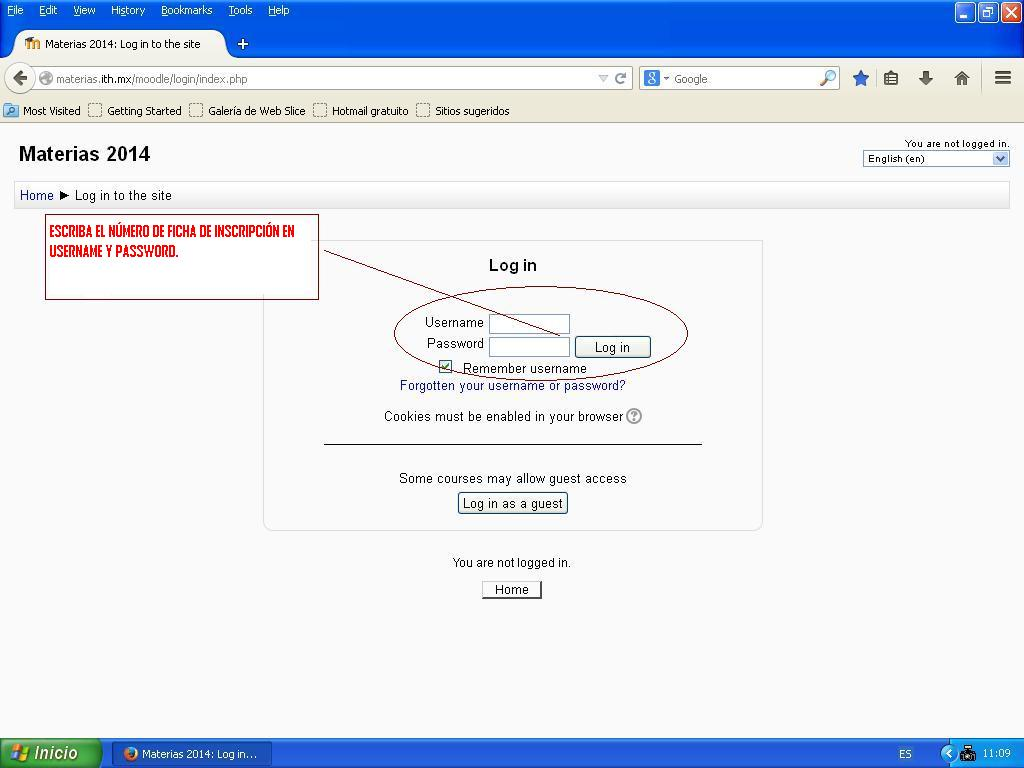 File Edit View History Bookmarks Tools Help
Materias 2014: Log in to the site +
materias.ith.mx/moodle/login/index.php
8 Google
Most Visited Getting Started Galería de Web Slice Hotmail gratuito Sitios sugeridos
Materias 2014
You are not logged in.
English (en)
Home ► Log in to the site
ESCRIBA EL NÚMERO DE FICHA DE INSCRIPCIÓN EN
USERNAME Y PASSWORD.
Log in
Username
Password
Log in
Remember username
Forgotten your username or password?
Cookies must be enabled in your browser ?
Some courses may allow guest access
Log in as a guest
You are not logged in.
Home
Inicio
Materias 2014: Log in...
ES
11:09